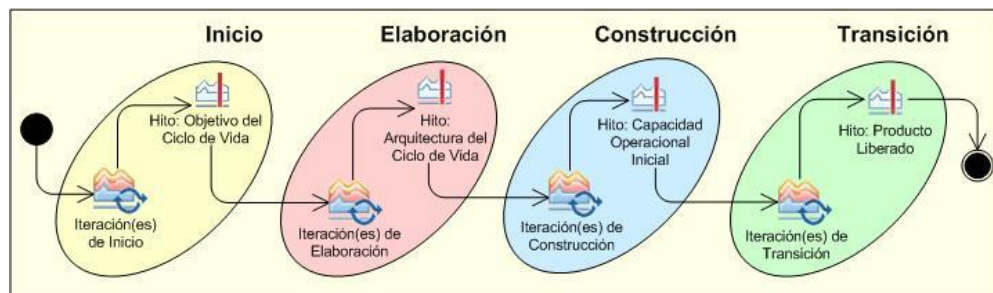 Inicio
Elaboración
Construcción
Transición
Hito: Objetivo del
Ciclo de Vida
Iteración(es)
de Inicio
Hito:
Arquitectura del
Ciclo de Vida
Iteración(es) de
Elaboración
Hito: Capacidad
Operacional
Inicial
Iteración(es) de
Construcción
Hito: Producto
Liberado
Iteración(es) de
Transición